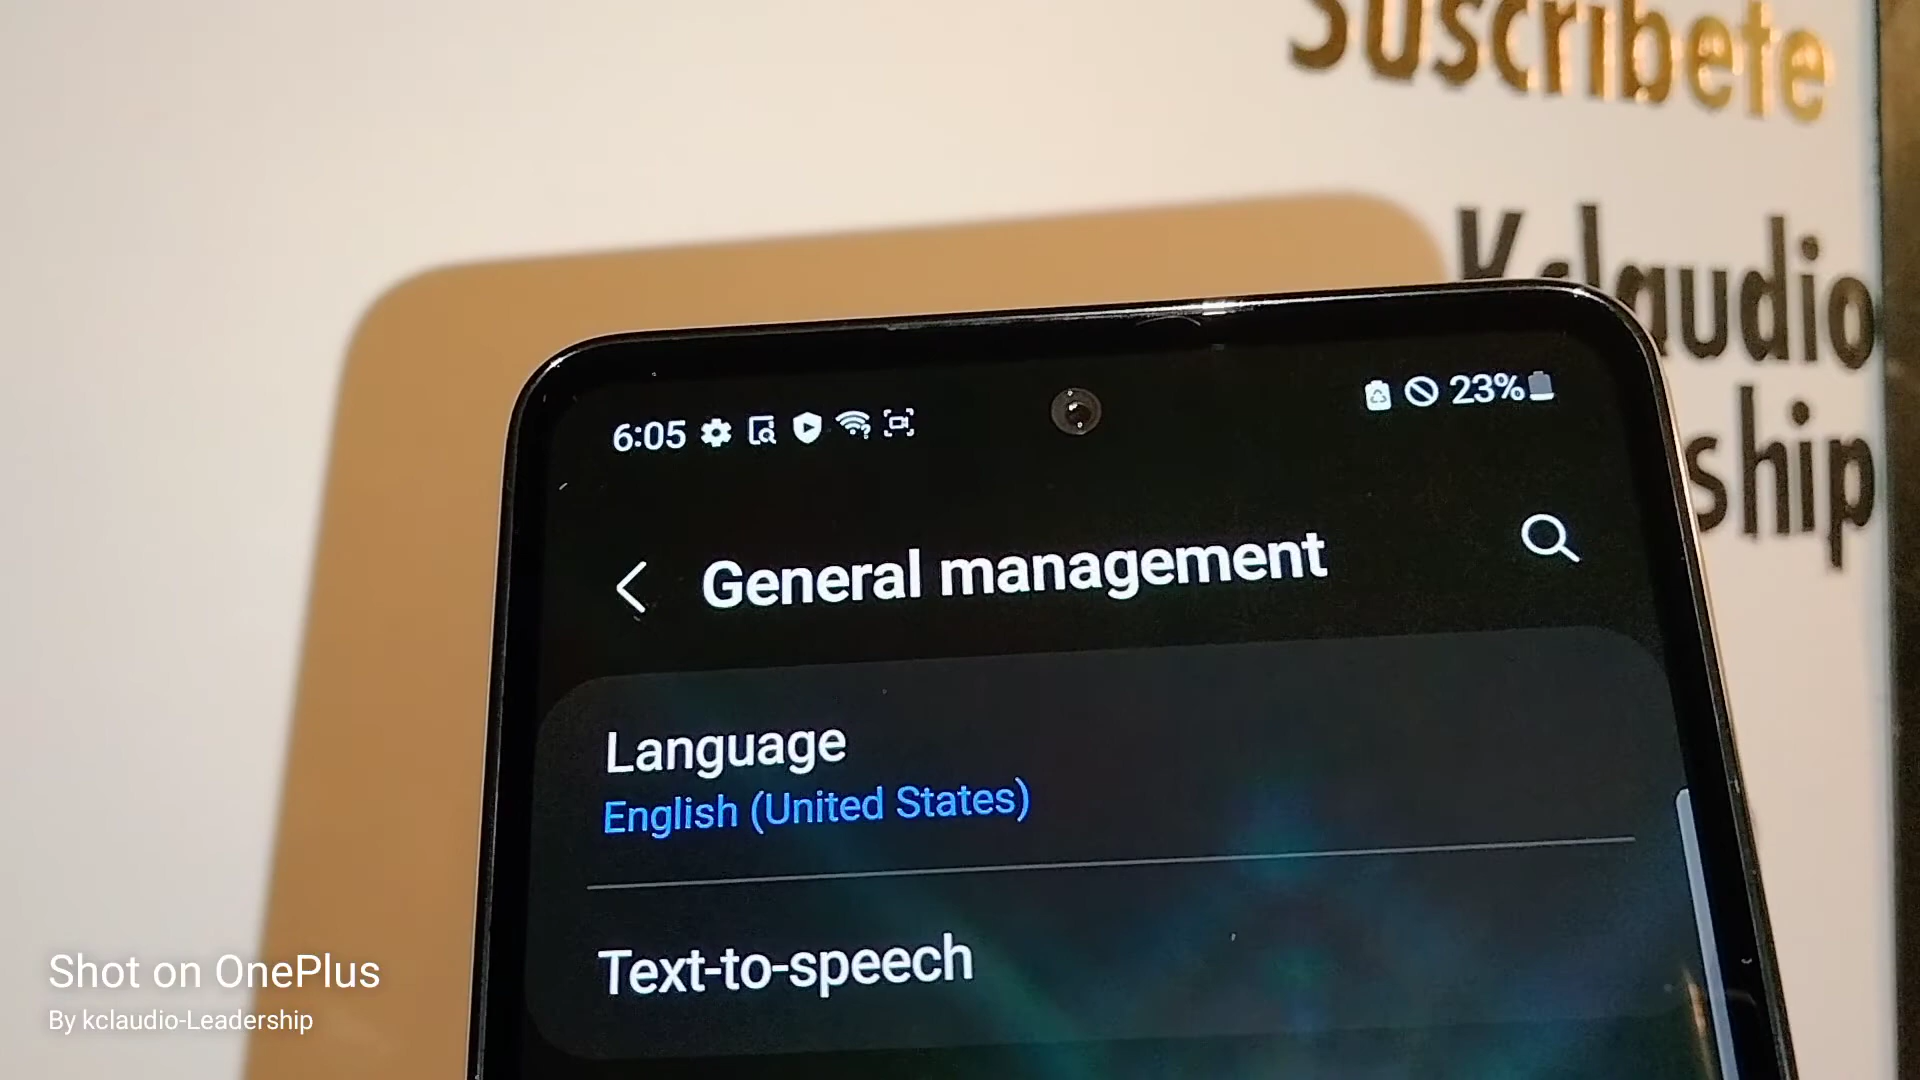 Suscribete
Kclaudio
ship
6:05
23%
General management
Language
English (United States)
Text-to-speech
Shot on OnePlus
By kclaudio-Leadership